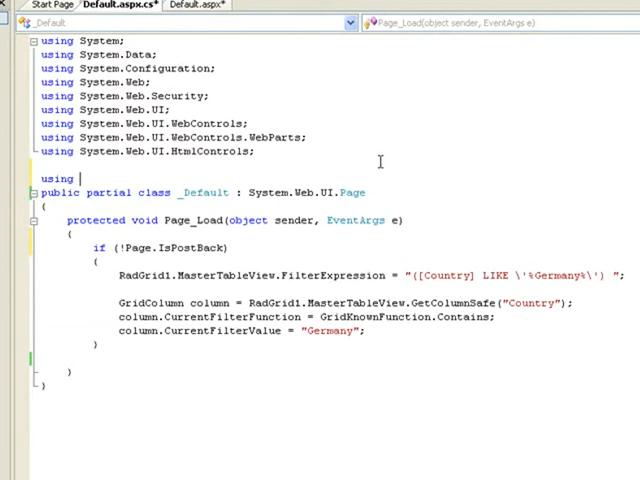 Start Page Default.aspx.cs* Default.aspx*
_Default Page_Load(object sender, EventArgs e)
using System;
using System.Data;
using System.Configuration;
using System.Web;
using System.Web.Security;
using System.Web.UI;
using System.Web.UI.WebControls;
using System.Web.UI.WebControls.WebParts;
using System.Web.UI.HtmlControls;
using
public partial class _Default : System.Web.UI.Page
{
protected void Page_Load(object sender, EventArgs e)
{
if (!Page.IsPostBack)
{
RadGrid1.MasterTableView.FilterExpression = "([Country] LIKE \'%Germany%\') ";
GridColumn column = RadGrid1.MasterTableView.GetColumnSafe("Country");
column.CurrentFilterFunction = GridKnownFunction.Contains;
column.CurrentFilterValue = "Germany";
}
}
}